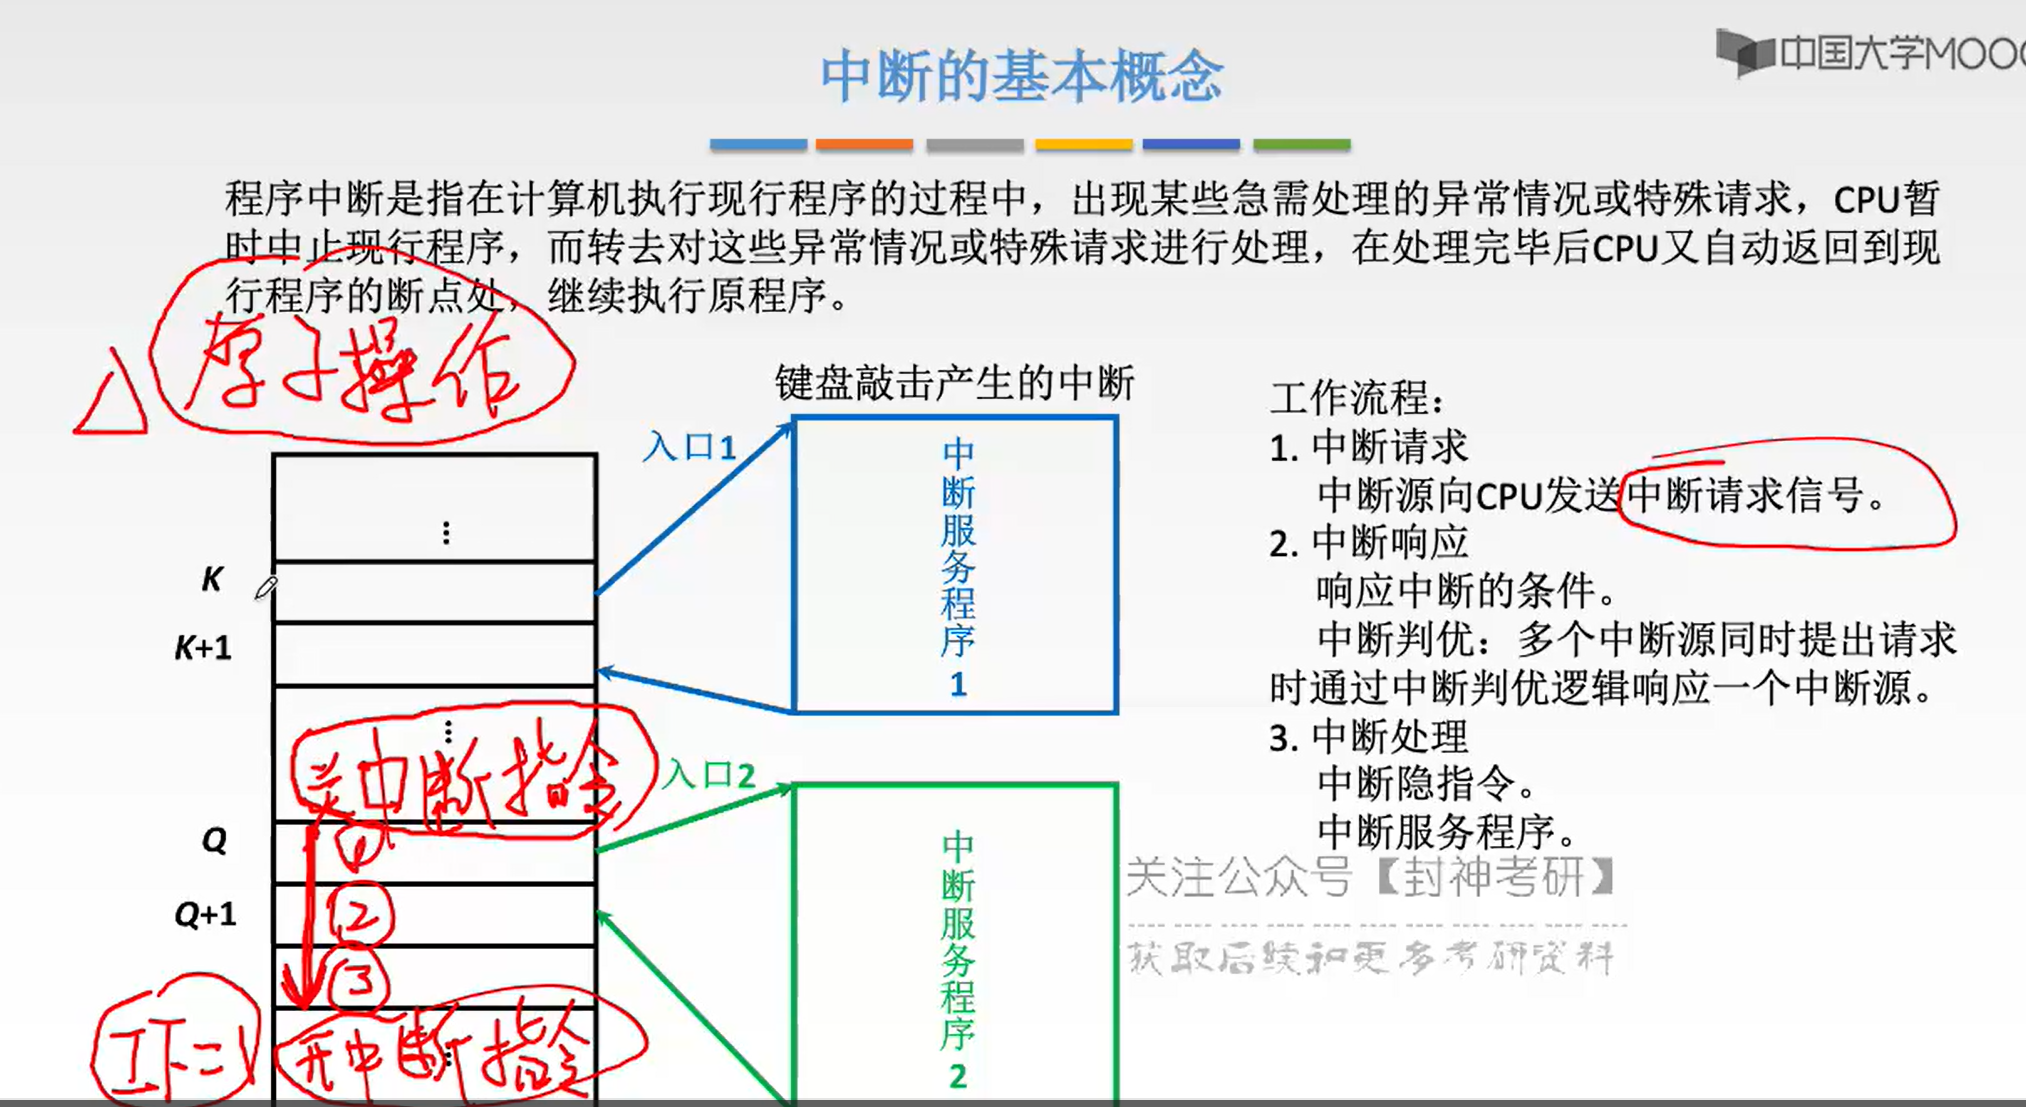 中断的基本概念
中国大学MOO
程序中断是指在计算机执行现行程序的过程中，出现某些急需处理的异常情况或特殊请求，CPU暂
时中止现行程序，而转去对这些异常情况或特殊请求进行处理，在处理完毕后CPU又自动返回到现
行程序的断点处，继续执行原程序。
原子操作
键盘敲击产生的中断
入口1
中断服务程序1
K
K+1
⋮
⋮
关中断指令
入口2
中断服务程序2
Q
①
Q+1
②
③
IF=1
开中断指令
工作流程：
1. 中断请求
中断源向CPU发送中断请求信号。
2. 中断响应
响应中断的条件。
中断判优：多个中断源同时提出请求
时通过中断判优逻辑响应一个中断源。
3. 中断处理
中断隐指令。
中断服务程序。
关注公众号【封神考研】
获取后续和更多考研资料